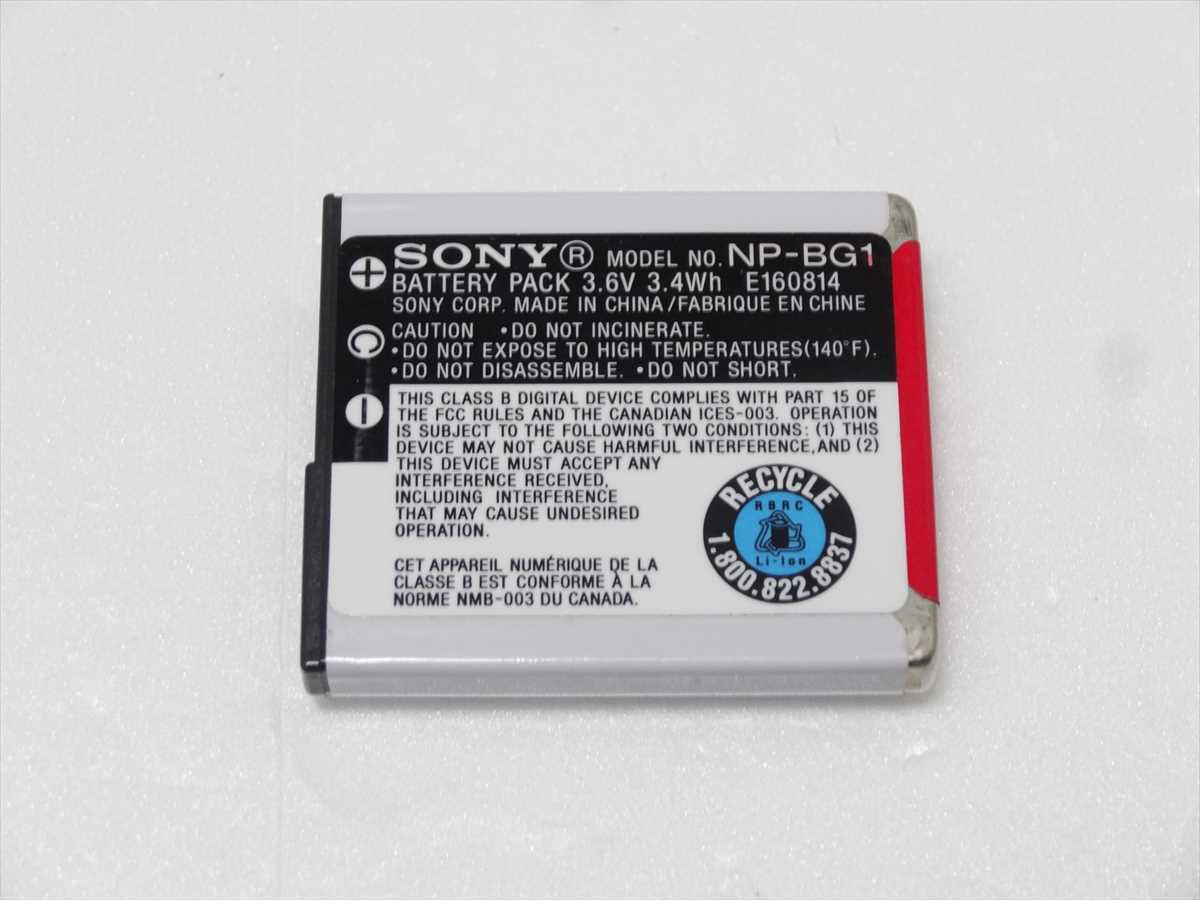 SONY® MODEL NO. NP-BG1
+ BATTERY PACK 3.6V 3.4Wh E160814
SONY CORP. MADE IN CHINA/FABRIQUE EN CHINE
C CAUTION •DO NOT INCINERATE.
•DO NOT EXPOSE TO HIGH TEMPERATURES(140°F).
•DO NOT DISASSEMBLE. •DO NOT SHORT.
− THIS CLASS B DIGITAL DEVICE COMPLIES WITH PART 15 OF
THE FCC RULES AND THE CANADIAN ICES-003. OPERATION
IS SUBJECT TO THE FOLLOWING TWO CONDITIONS: (1) THIS
DEVICE MAY NOT CAUSE HARMFUL INTERFERENCE,AND (2)
THIS DEVICE MUST ACCEPT ANY
INTERFERENCE RECEIVED,
INCLUDING INTERFERENCE
THAT MAY CAUSE UNDESIRED
OPERATION.
CET APPAREIL NUMÉRIQUE DE LA
CLASSE B EST CONFORME À LA
NORME NMB-003 DU CANADA.
RECYCLE
RBRC
Li-ion
1.800.822.8837